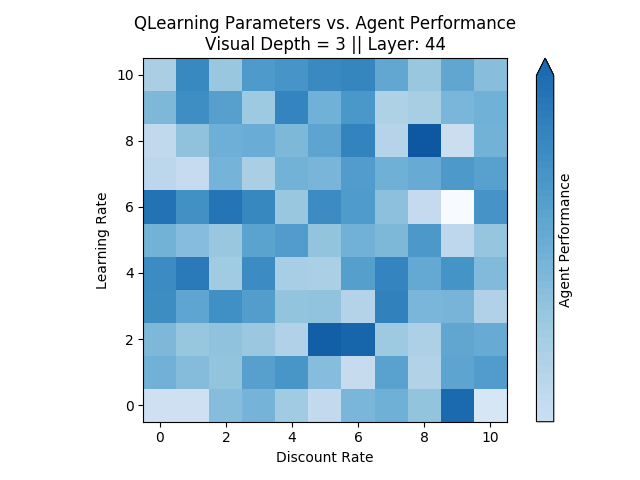 QLearning Parameters vs. Agent Performance
Visual Depth = 3 || Layer: 44
10
8
6
4
2
0
Learning Rate
0 2 4 6 8 10
Discount Rate
Agent Performance